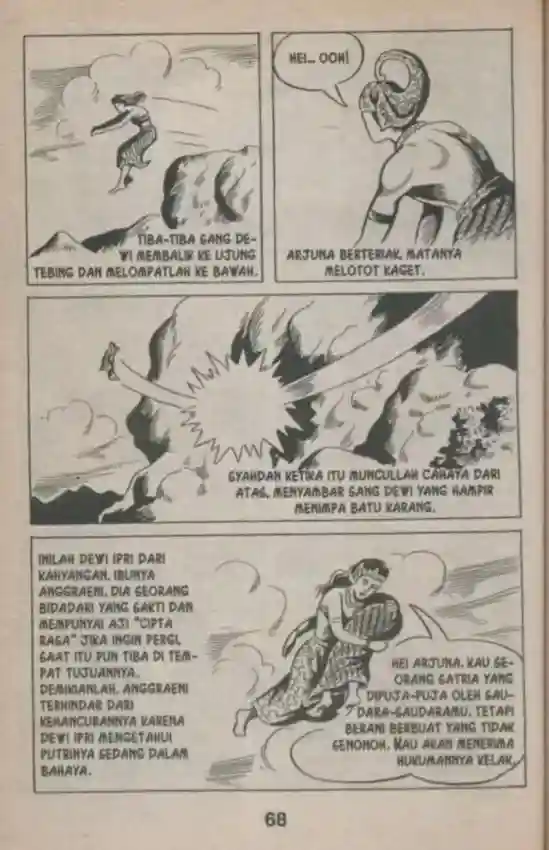 TIBA-TIBA SANG DE-
WI MEMBALIK KE UJUNG
TEBING DAN MELOMPATLAH KE BAWAH.
HEI... OOH!
ARJUNA BERTERIAK. MATANYA
MELOTOT KAGET.
SYAHDAN KETIKA ITU MUNCULLAH CAHAYA DARI
ATAS, MENYAMBAR SANG DEWI YANG HAMPIR
MENIMPA BATU KARANG.
INILAH DEWI IPRI DARI
KAHYANGAN. IBUNYA
ANGGRAENI. DIA SEORANG
BIDADARI YANG SAKTI DAN
MEMPUNYAI AJI "CIPTA
RASA" JIKA INGIN PERGI,
SAAT ITU PUN TIBA DI TEM-
PAT TUJUANNYA.
DEMIKIANLAH, ANGGRAENI
TERHINDAR DARI
KEHANCURANNYA KARENA
DEWI IPRI MENGETAHUI
PUTRINYA SEDANG DALAM
BAHAYA.
HEI ARJUNA, KAU SE-
ORANG SATRIA YANG
DIPUJA-PUJA OLEH SAU-
DARA-SAUDARAMU. TETAPI
BERANI BERBUAT YANG TIDAK
SENONOH. KAU AKAN MENERIMA
HUKUMANNYA KELAK.
68